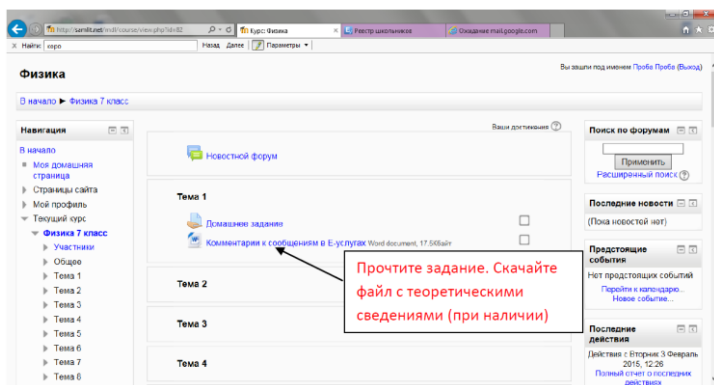 http://samlit.net/mdl/course/view.php?id=82
Курс: Физика
Реестр школьников
Ожидание mail.google.com
Найти: серо
Назад Далее Параметры
Физика
Вы зашли под именем Проба Проба (Выход)
В начало ► Физика 7 класс
Навигация
В начало
Моя домашняя
страница
Страницы сайта
Мой профиль
Текущий курс
Физика 7 класс
Участники
Общее
Тема 1
Тема 2
Тема 3
Тема 4
Тема 5
Тема 6
Тема 7
Тема 8
Ваши достижения
Новостной форум
Тема 1
Домашнее задание
Комментарии к сообщениям в Е-услугах Word document, 17.5Кбайт
Прочтите задание. Скачайте
файл с теоретическими
сведениями (при наличии)
Тема 2
Тема 3
Тема 4
Поиск по форумам
Применить
Расширенный поиск
Последние новости
(Пока новостей нет)
Предстоящие
события
Нет предстоящих событий
Перейти к календарю...
Новое событие...
Последние
действия
Действия с Вторник 3 Февраль
2015, 12:26
Полный отчет о последних
действиях